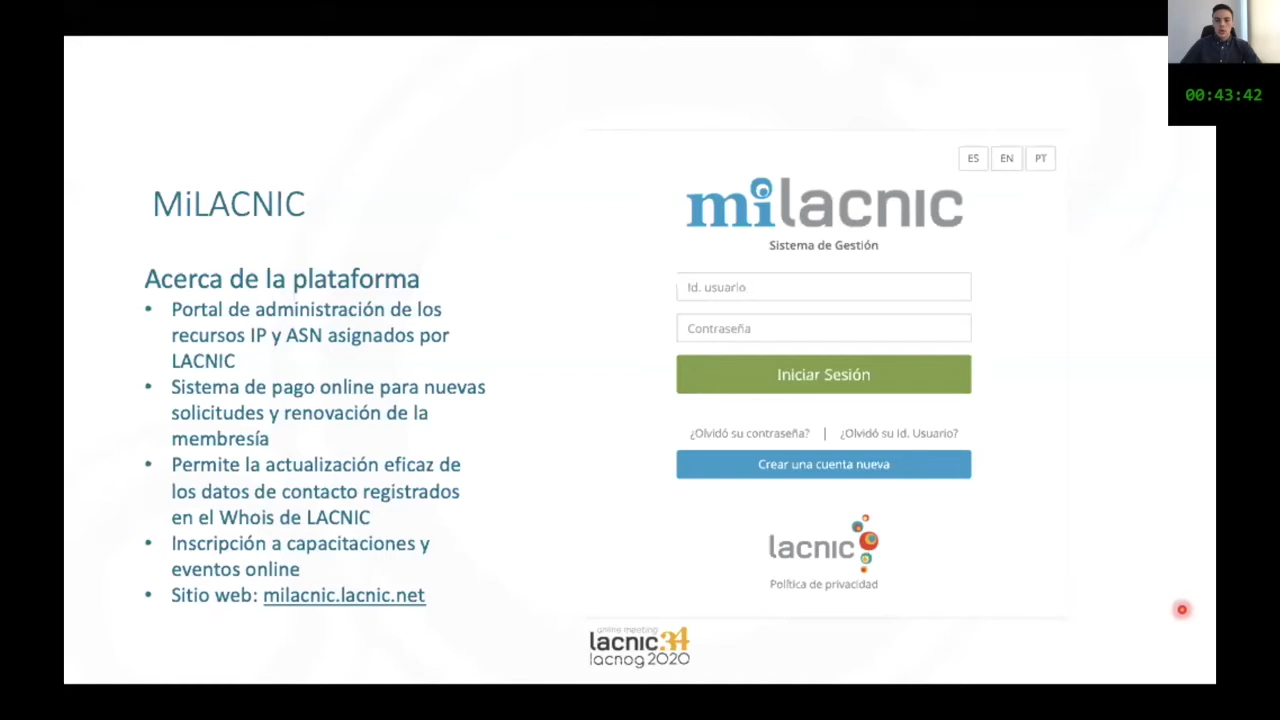 00:43:42
MiLACNIC
Acerca de la plataforma
• Portal de administración de los
recursos IP y ASN asignados por
LACNIC
• Sistema de pago online para nuevas
solicitudes y renovación de la
membresía
• Permite la actualización eficaz de
los datos de contacto registrados
en el Whois de LACNIC
• Inscripción a capacitaciones y
eventos online
• Sitio web: milacnic.lacnic.net
ES EN PT
milacnic
Sistema de Gestión
Id. usuario
Contraseña
Iniciar Sesión
¿Olvidó su contraseña? | ¿Olvidó su Id. Usuario?
Crear una cuenta nueva
lacnic
Política de privacidad
online meeting
lacnic34
lacnog2020